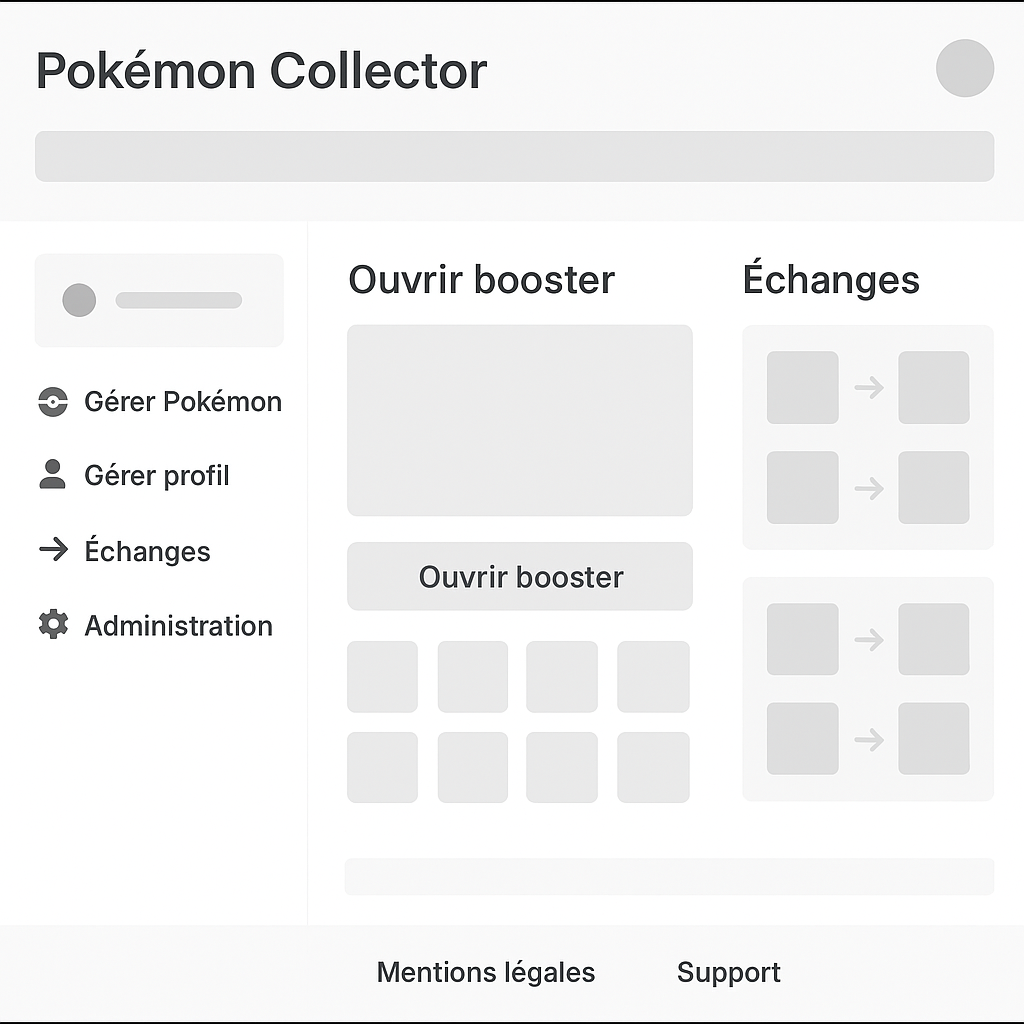 Pokémon Collector
Gérer Pokémon
Gérer profil
Échanges
Administration
Ouvrir booster
Ouvrir booster
Échanges
Mentions légales
Support